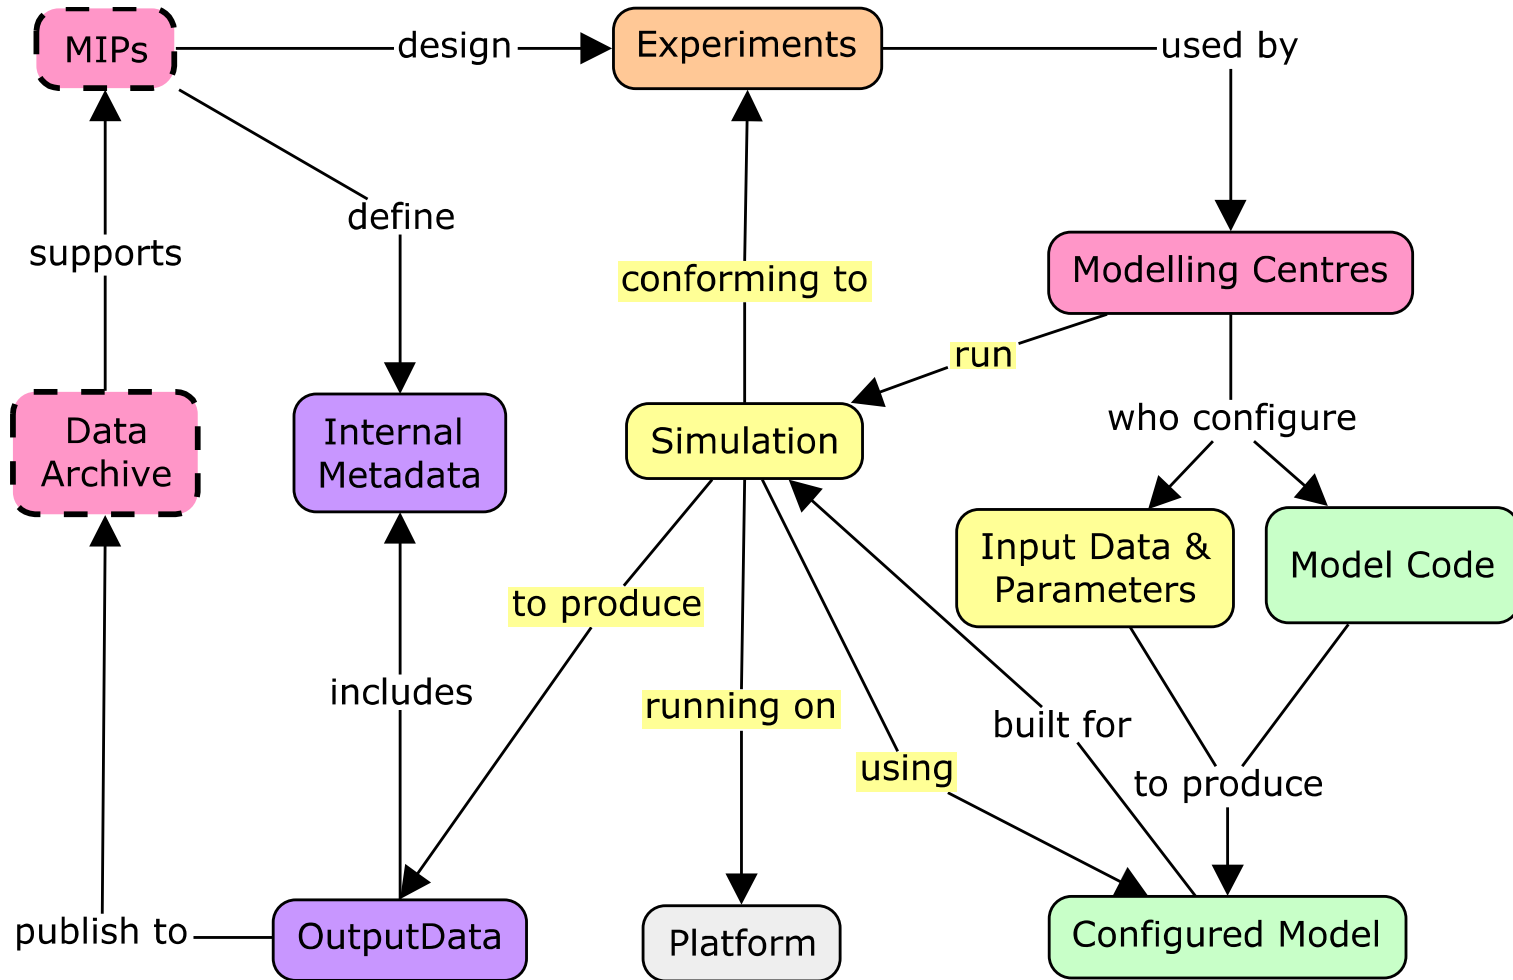 MIPs
design
Experiments
used by
define
supports
conforming to
Modelling Centres
run
who configure
Data
Archive
Internal
Metadata
Simulation
Input Data &
Parameters
Model Code
to produce
includes
running on
using
built for
to produce
publish to
OutputData
Platform
Configured Model